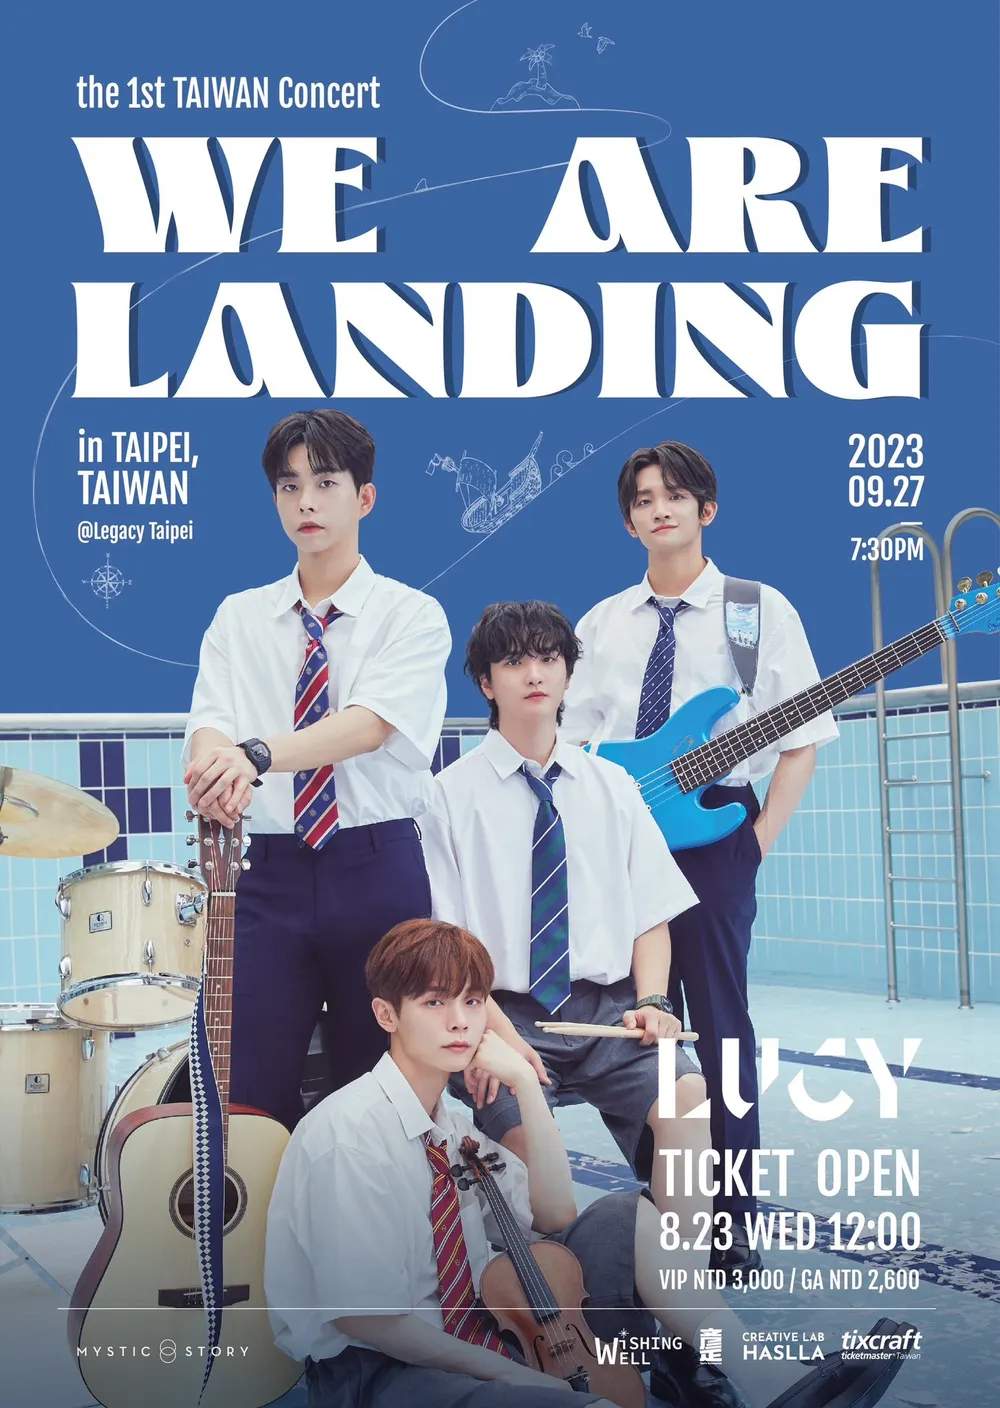 the 1st TAIWAN Concert
WE ARE
LANDING
in TAIPEI,
TAIWAN
@Legacy Taipei
2023
09.27
7:30PM
LUCY
TICKET OPEN
8.23 WED 12:00
VIP NTD 3,000 / GA NTD 2,600
MYSTIC STORY
WiSHING
WELL
CREATIVE LAB
HASLLA
tixcraft
ticketmaster Taiwan